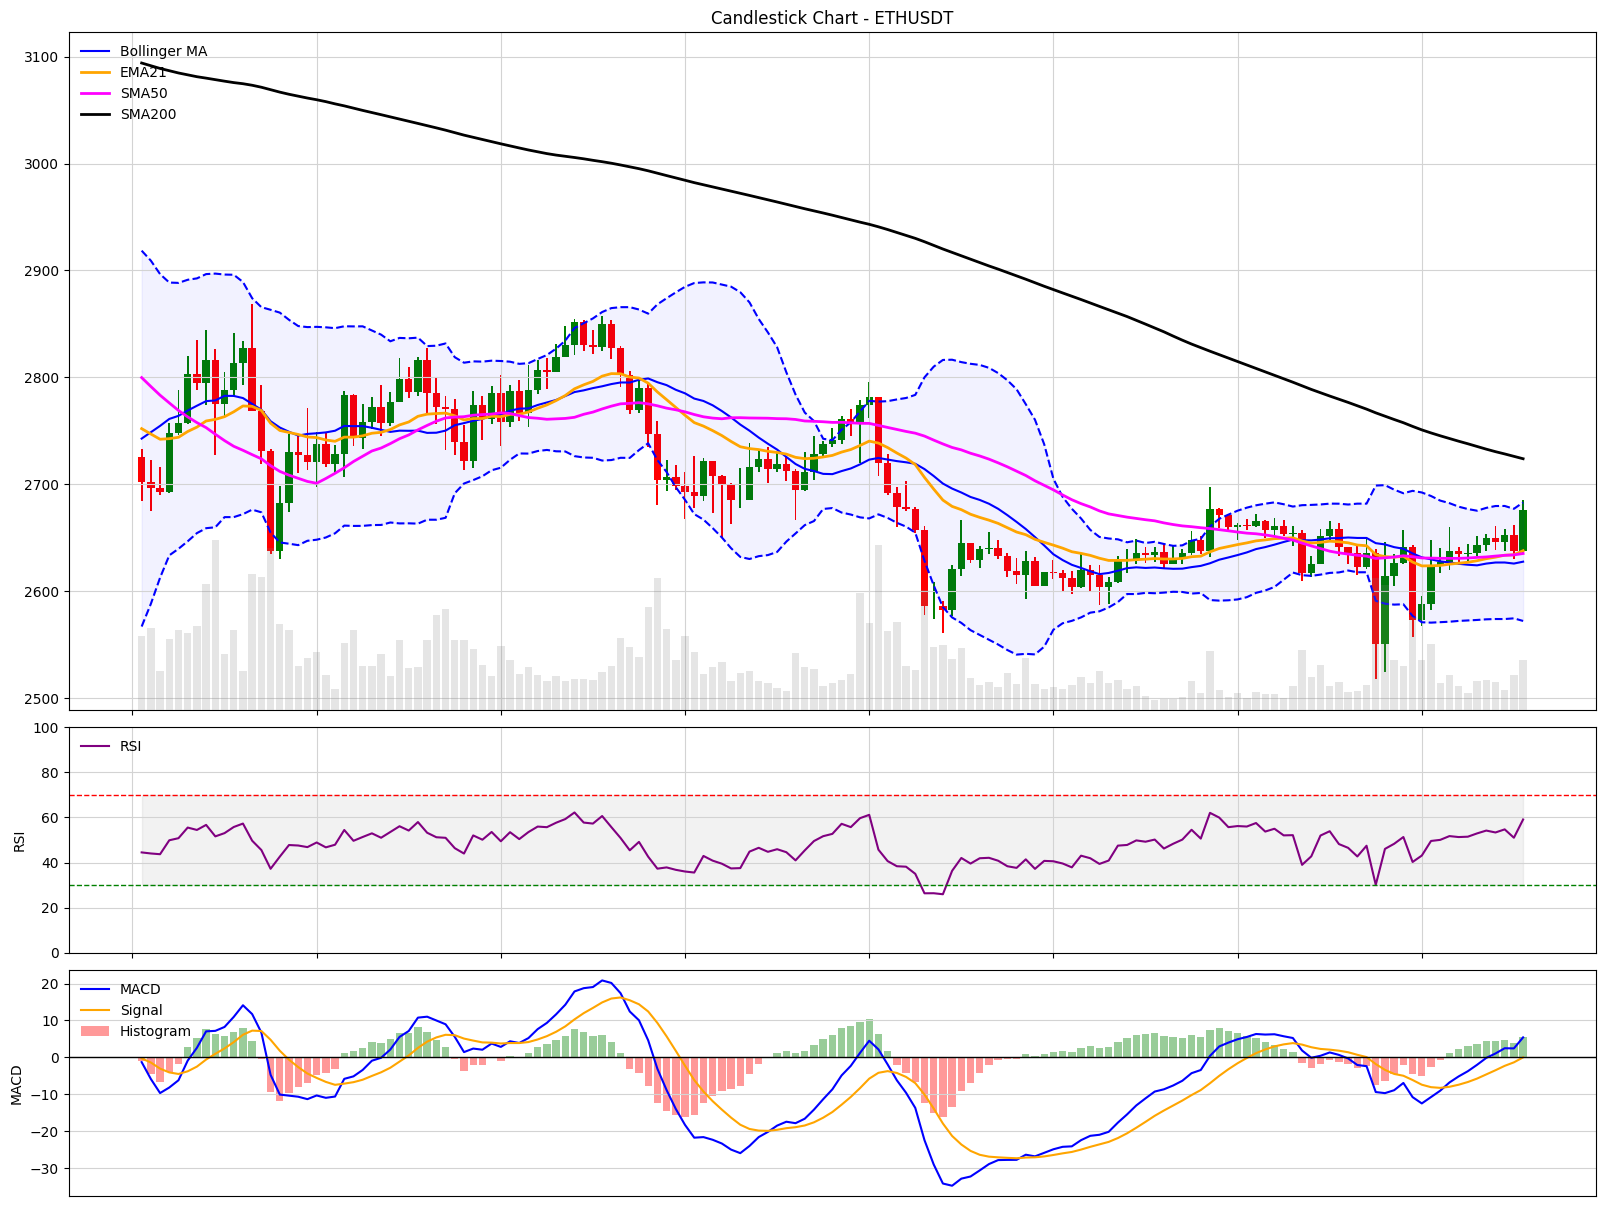 Candlestick Chart - ETHUSDT
Bollinger MA
EMA21
SMA50
SMA200
3100
3000
2900
2800
2700
2600
2500
RSI
RSI
100
80
60
40
20
0
MACD
Signal
Histogram
MACD
20
10
0
−10
−20
−30